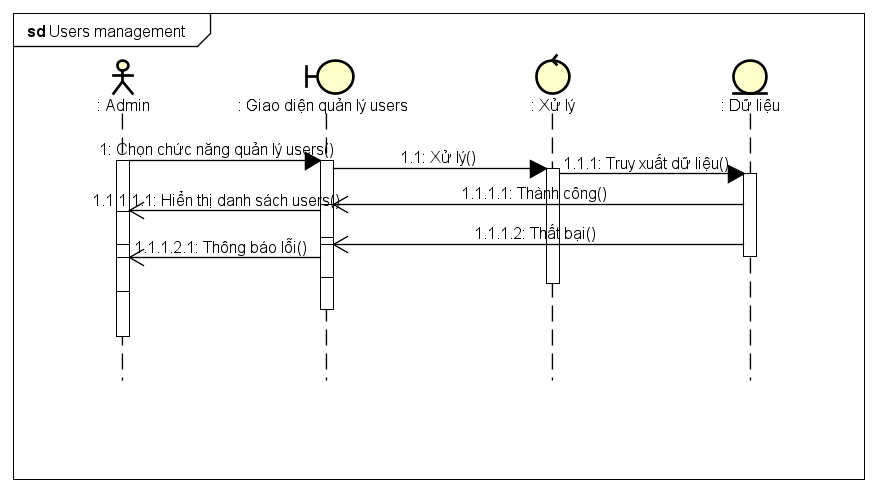 sd Users management
: Admin
: Giao diện quản lý users
: Xử lý
: Dữ liệu
1: Chọn chức năng quản lý users()
1.1: Xử lý()
1.1.1: Truy xuất dữ liệu()
1.1.1.1: Thành công()
1.1.1.1.1: Hiển thị danh sách users()
1.1.1.2: Thất bại()
1.1.1.2.1: Thông báo lỗi()